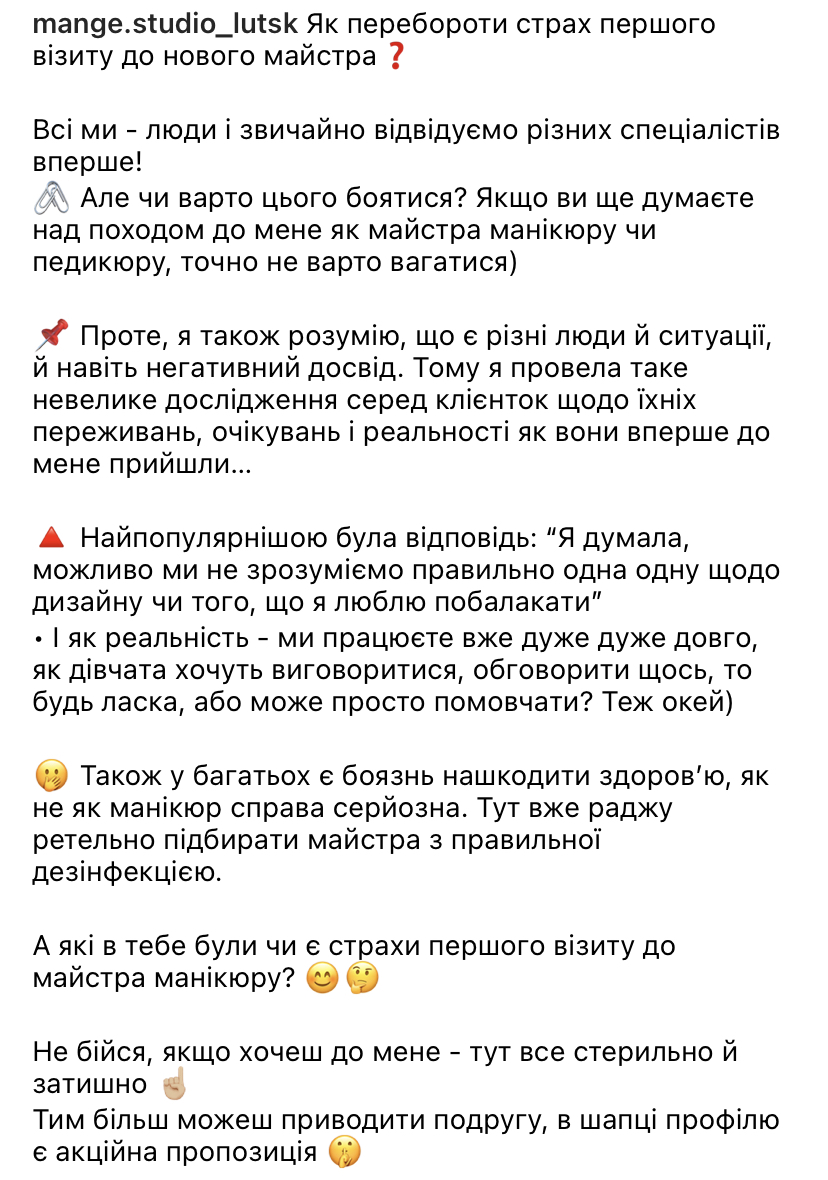 mange.studio_lutsk Як перебороти страх першого
візиту до нового майстра ❓
Всі ми - люди і звичайно відвідуємо різних спеціалістів
вперше!
🖇 Але чи варто цього боятися? Якщо ви ще думаєте
над походом до мене як майстра манікюру чи
педикюру, точно не варто вагатися)
📌 Проте, я також розумію, що є різні люди й ситуації,
й навіть негативний досвід. Тому я провела таке
невелике дослідження серед клієнток щодо їхніх
переживань, очікувань і реальності як вони вперше до
мене прийшли...
🔺 Найпопулярнішою була відповідь: “Я думала,
можливо ми не зрозуміємо правильно одна одну щодо
дизайну чи того, що я люблю побалакати”
• І як реальність - ми працюєте вже дуже дуже довго,
як дівчата хочуть виговоритися, обговорити щось, то
будь ласка, або може просто помовчати? Теж окей)
🫢 Також у багатьох є боязнь нашкодити здоров’ю, як
не як манікюр справа серйозна. Тут вже раджу
ретельно підбирати майстра з правильної
дезінфекцією.
А які в тебе були чи є страхи першого візиту до
майстра манікюру? 😊🤔
Не бійся, якщо хочеш до мене - тут все стерильно й
затишно ☝🏼
Тим більш можеш приводити подругу, в шапці профілю
є акційна пропозиція 🤫